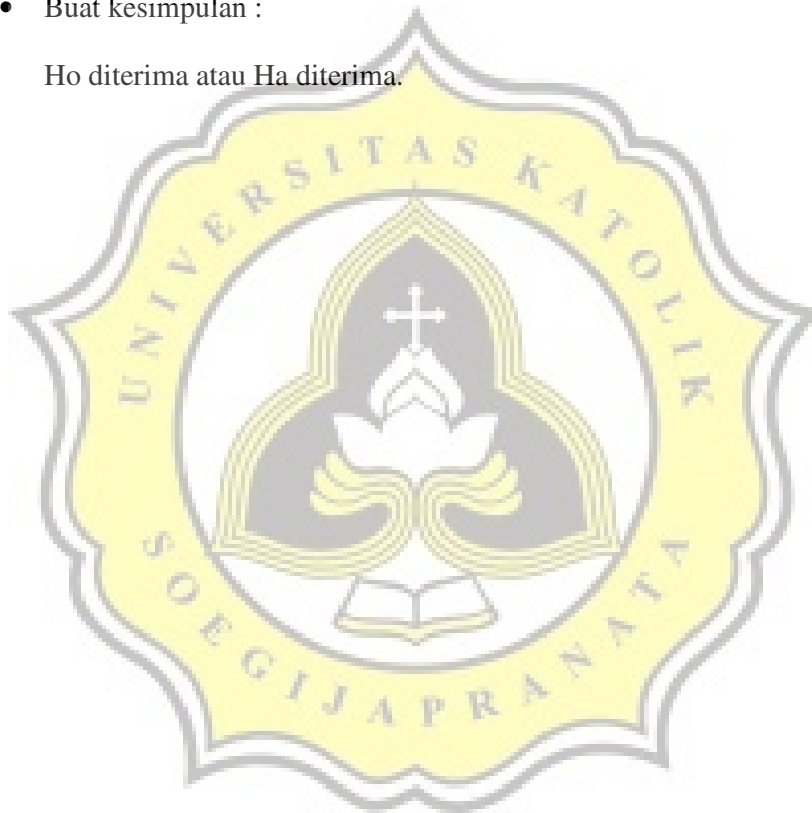 • Buat kesimpulan :
Ho diterima atau Ha diterima.
UNIVERSITAS KATOLIK
SOEGIJAPRANATA